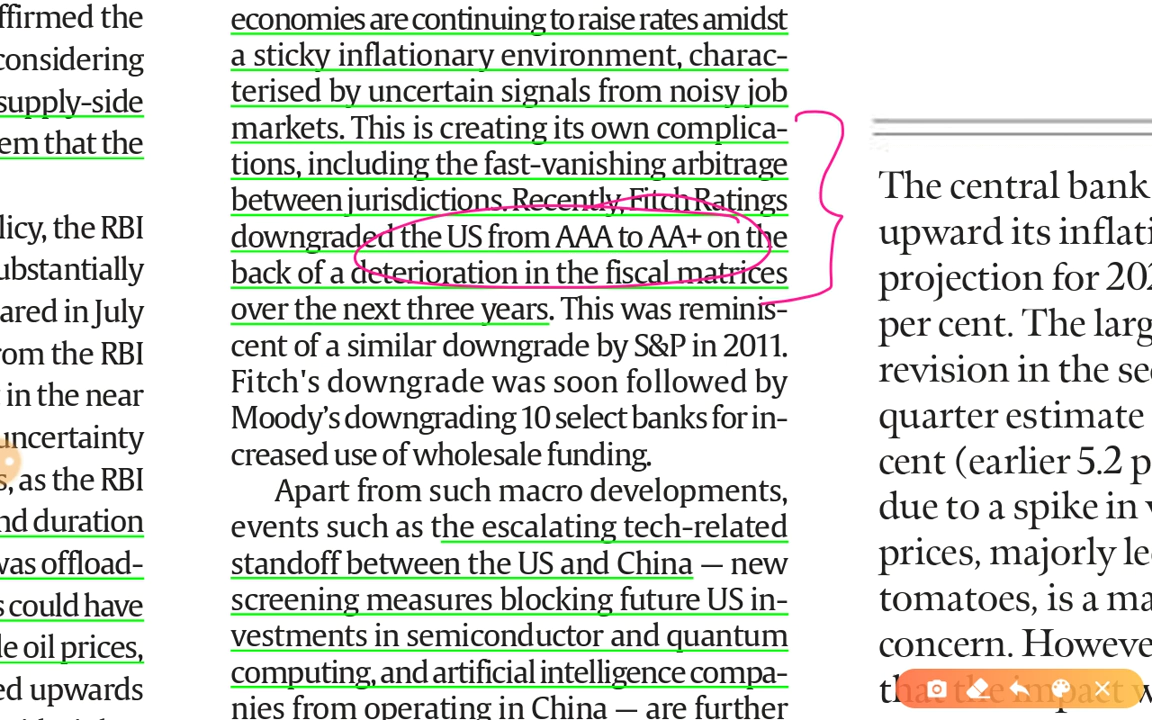 ffirmed the
considering
supply-side
em that the
licy, the RBI
ubstantially
ared in July
rom the RBI
in the near
uncertainty
s, as the RBI
nd duration
was offload-
s could have
le oil prices,
ed upwards
economies are continuing to raise rates amidst
a sticky inflationary environment, charac-
terised by uncertain signals from noisy job
markets. This is creating its own complica-
tions, including the fast-vanishing arbitrage
between jurisdictions. Recently, Fitch Ratings
downgraded the US from AAA to AA+ on the
back of a deterioration in the fiscal matrices
over the next three years. This was reminis-
cent of a similar downgrade by S&P in 2011.
Fitch's downgrade was soon followed by
Moody's downgrading 10 select banks for in-
creased use of wholesale funding.
Apart from such macro developments,
events such as the escalating tech-related
standoff between the US and China — new
screening measures blocking future US in-
vestments in semiconductor and quantum
computing, and artificial intelligence compa-
nies from operating in China — are further
The central bank
upward its inflati
projection for 202
per cent. The larg
revision in the se
quarter estimate
cent (earlier 5.2 p
due to a spike in v
prices, majorly le
tomatoes, is a ma
concern. Howeve
that the impact w